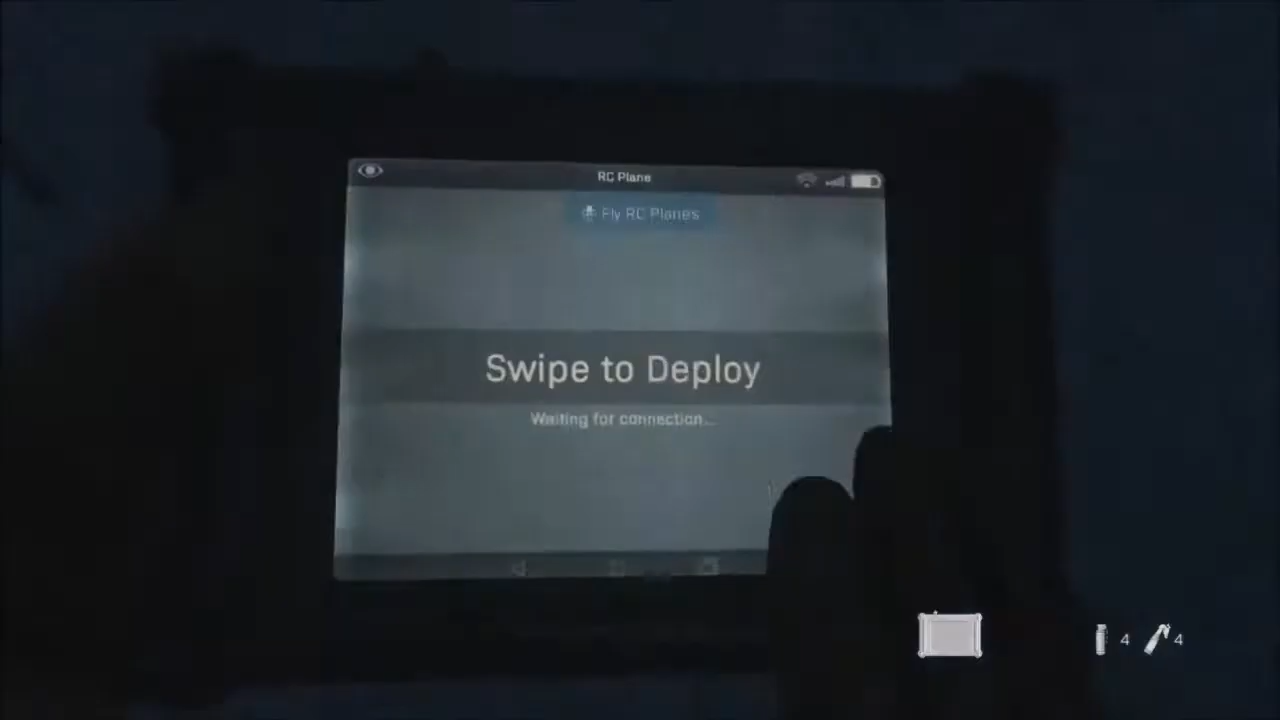 RC Plane
Fly RC Planes
Swipe to Deploy
Waiting for connection...
4 4